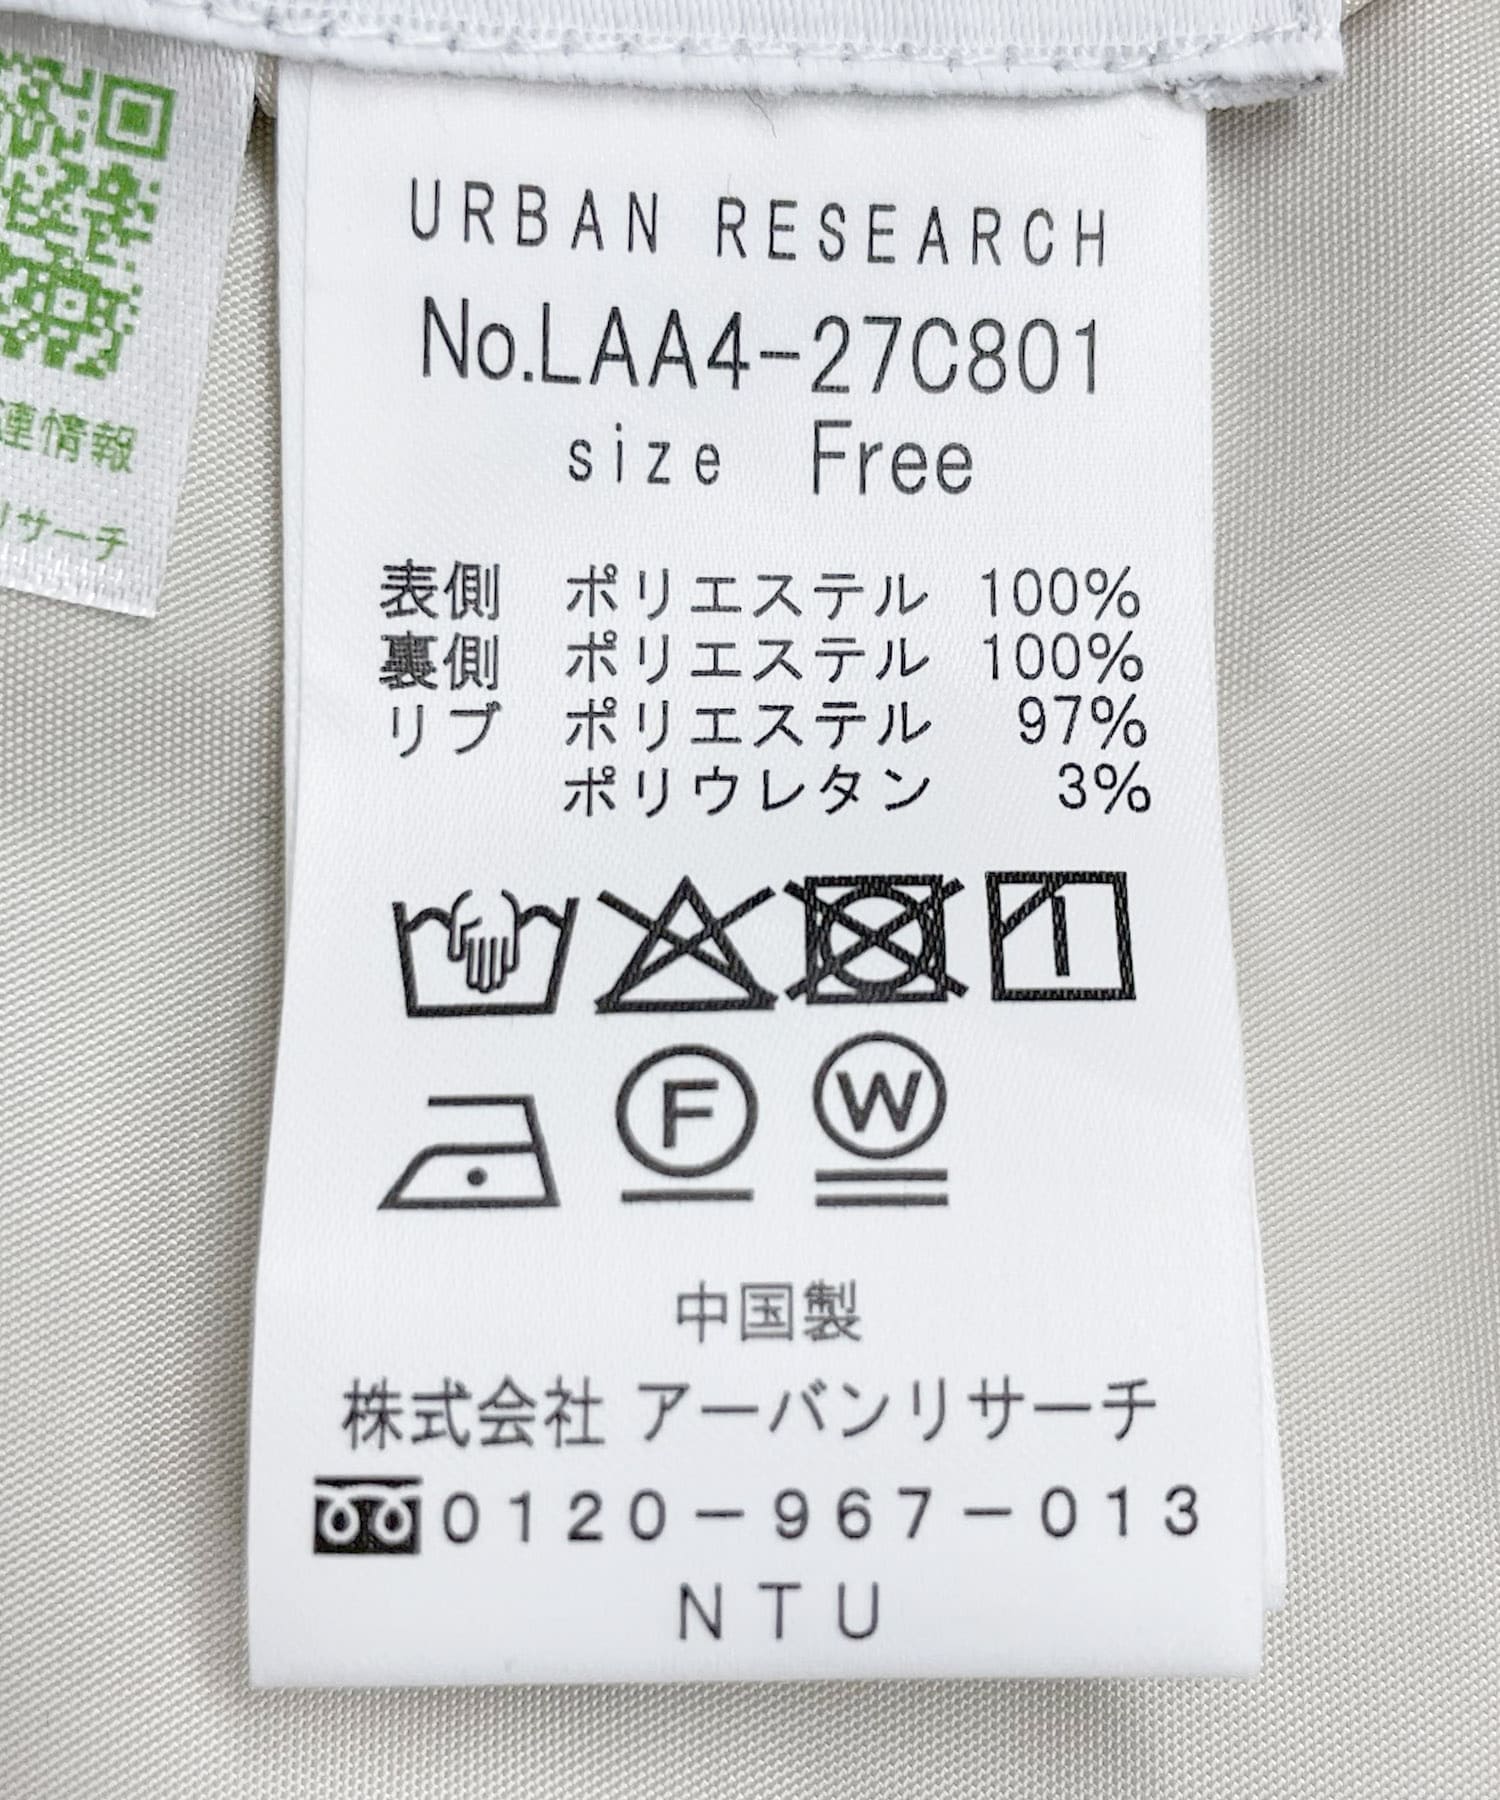 URBAN RESEARCH
No.LAA4-27C801
size Free
表側 ポリエステル 100%
裏側 ポリエステル 100%
リブ ポリエステル 97%
ポリウレタン 3%
F W
中国製
株式会社 アーバンリサーチ
0120-967-013
NTU
連情報
リサーチ